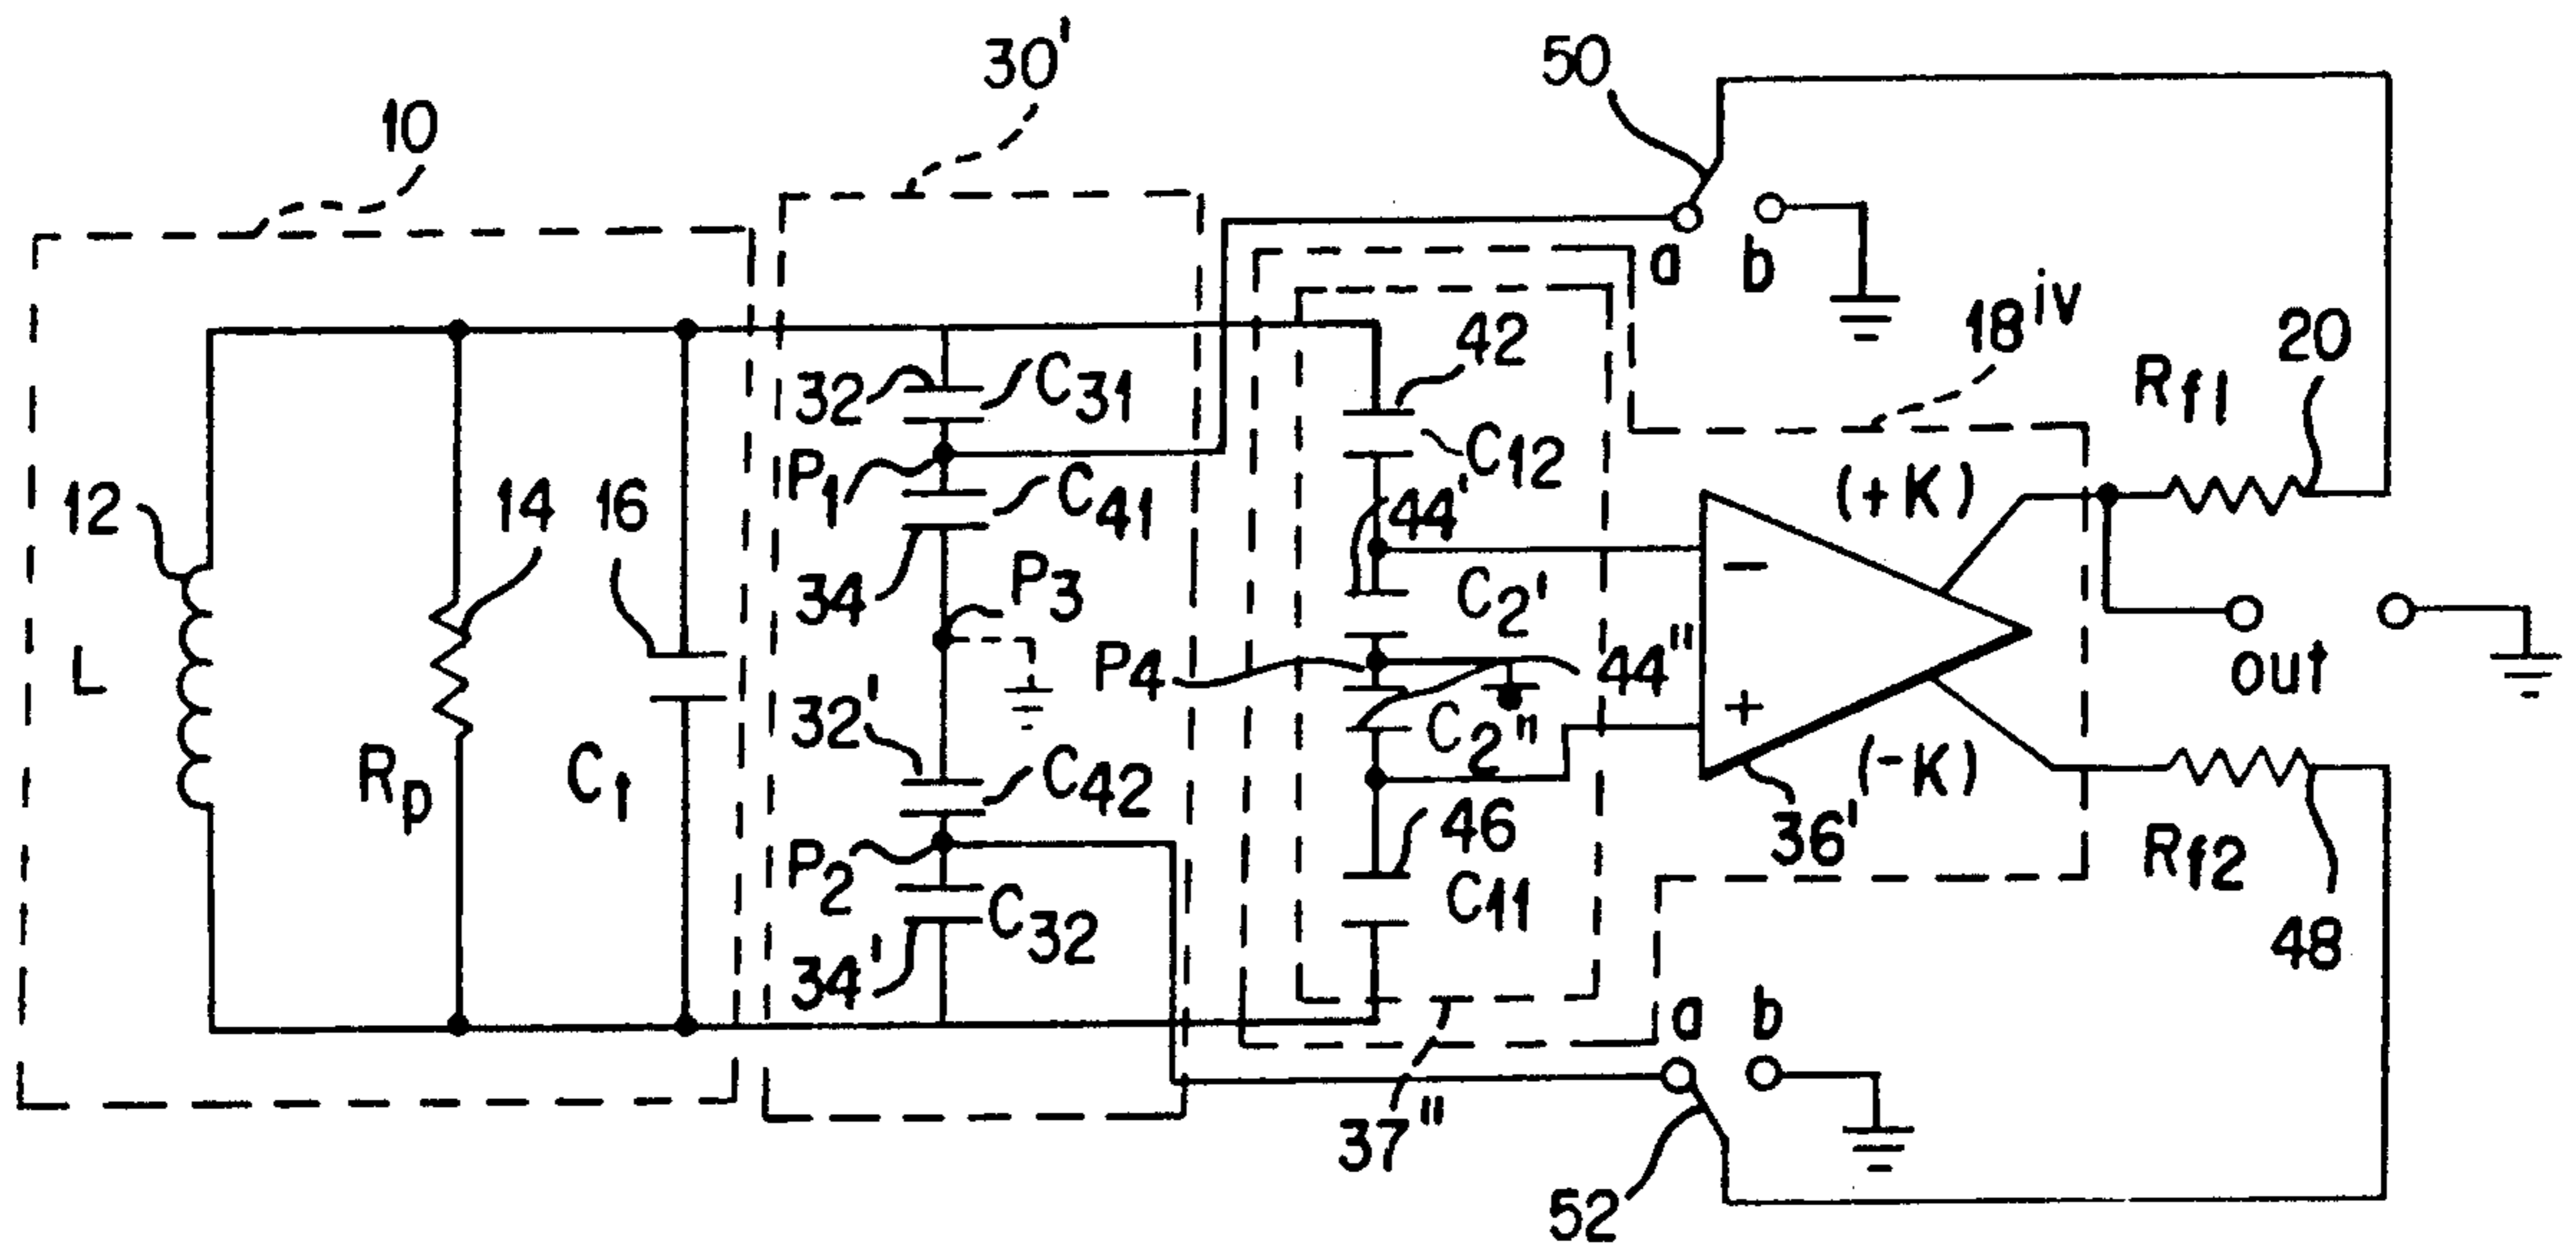 30'
50
10
a
b
18iv
20
42
Rf1
32
C31
C12
P1
C41
44'
(+K)
12
14
16
34
P3
C2'
−
L
P4
44"
out
32'
C2"
+
Rp
Ct
C42
(-K)
P2
46
36'
Rf2
C32
C11
34'
48
a
b
37"
52